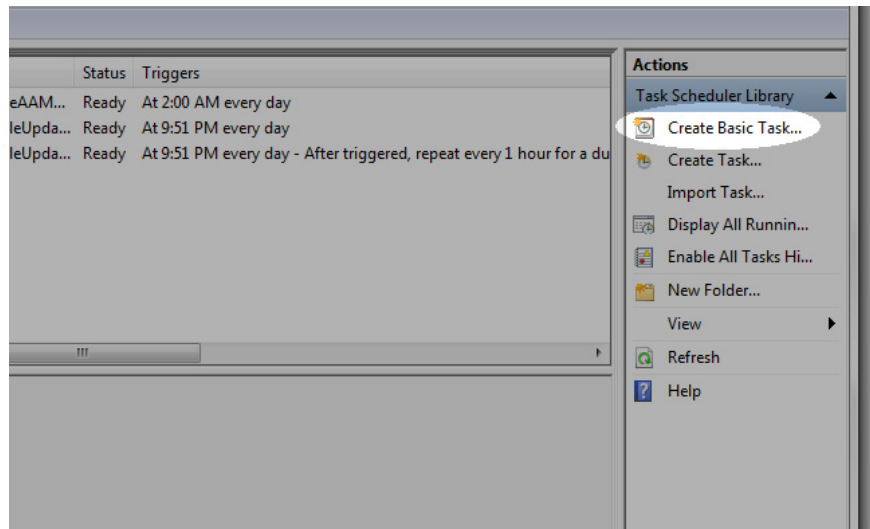 Status Triggers
eAAM... Ready At 2:00 AM every day
leUpda... Ready At 9:51 PM every day
leUpda... Ready At 9:51 PM every day - After triggered, repeat every 1 hour for a du
Actions
Task Scheduler Library
Create Basic Task...
Create Task...
Import Task...
Display All Runnin...
Enable All Tasks Hi...
New Folder...
View
Refresh
Help